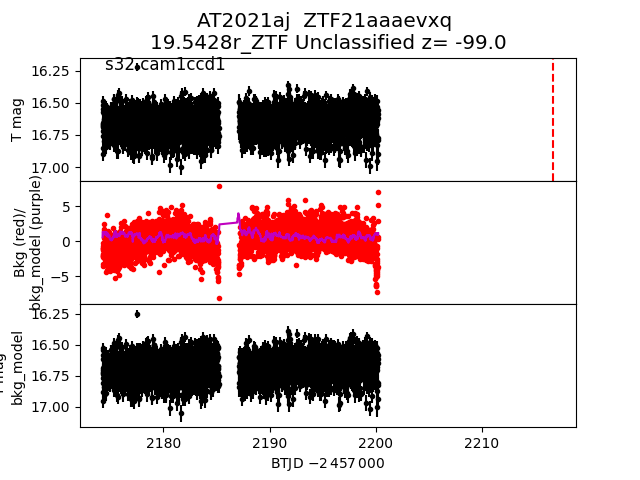 AT2021aj ZTF21aaaevxq
19.5428r_ZTF Unclassified z= -99.0
s32 cam1ccd1
16.25
16.50
16.75
17.00
T mag
5
0
−5
Bkg (red)/
bkg_model (purple)
16.25
16.50
16.75
17.00
bkg_model
2180
2190
2200
2210
BTJD −2 457 000